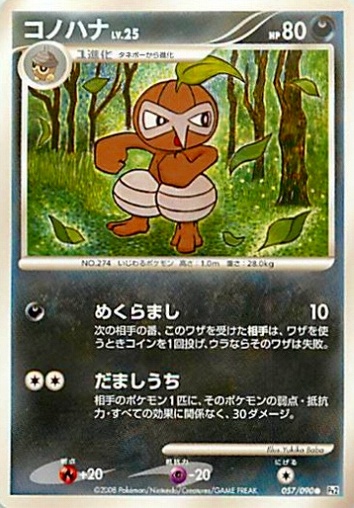 コノハナ LV.25 HP80
1進化 タネボーから進化
NO.274 いじわるポケモン 高さ:1.0m 重さ:28.0kg
めくらまし 10
次の相手の番、このワザを受けた相手は、ワザを使
うときコインを1回投げ、ウラならそのワザは失敗。
だましうち
相手のポケモン1匹に、そのポケモンの弱点・抵抗
力・すべての効果に関係なく、30ダメージ。
Illus. Yukiko Baba
弱点 抵抗力 にげる
+20 -20
©2008 Pokémon/Nintendo/Creatures/GAME FREAK. 057/090